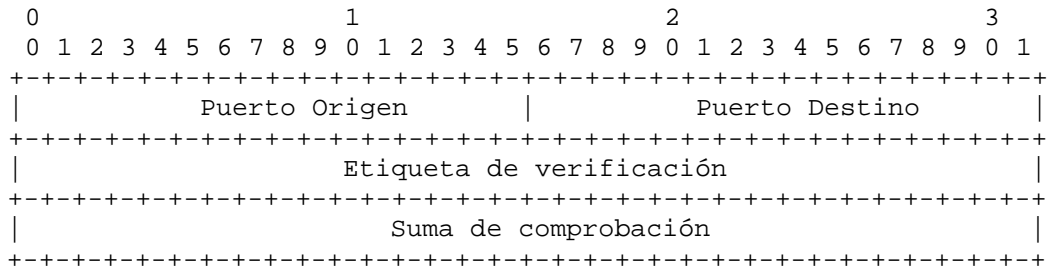 0                   1                   2                   3
 0 1 2 3 4 5 6 7 8 9 0 1 2 3 4 5 6 7 8 9 0 1 2 3 4 5 6 7 8 9 0 1
+-+-+-+-+-+-+-+-+-+-+-+-+-+-+-+-+-+-+-+-+-+-+-+-+-+-+-+-+-+-+-+-+
|           Puerto Origen       |          Puerto Destino       |
+-+-+-+-+-+-+-+-+-+-+-+-+-+-+-+-+-+-+-+-+-+-+-+-+-+-+-+-+-+-+-+-+
|                    Etiqueta de verificación                   |
+-+-+-+-+-+-+-+-+-+-+-+-+-+-+-+-+-+-+-+-+-+-+-+-+-+-+-+-+-+-+-+-+
|                       Suma de comprobación                    |
+-+-+-+-+-+-+-+-+-+-+-+-+-+-+-+-+-+-+-+-+-+-+-+-+-+-+-+-+-+-+-+-+